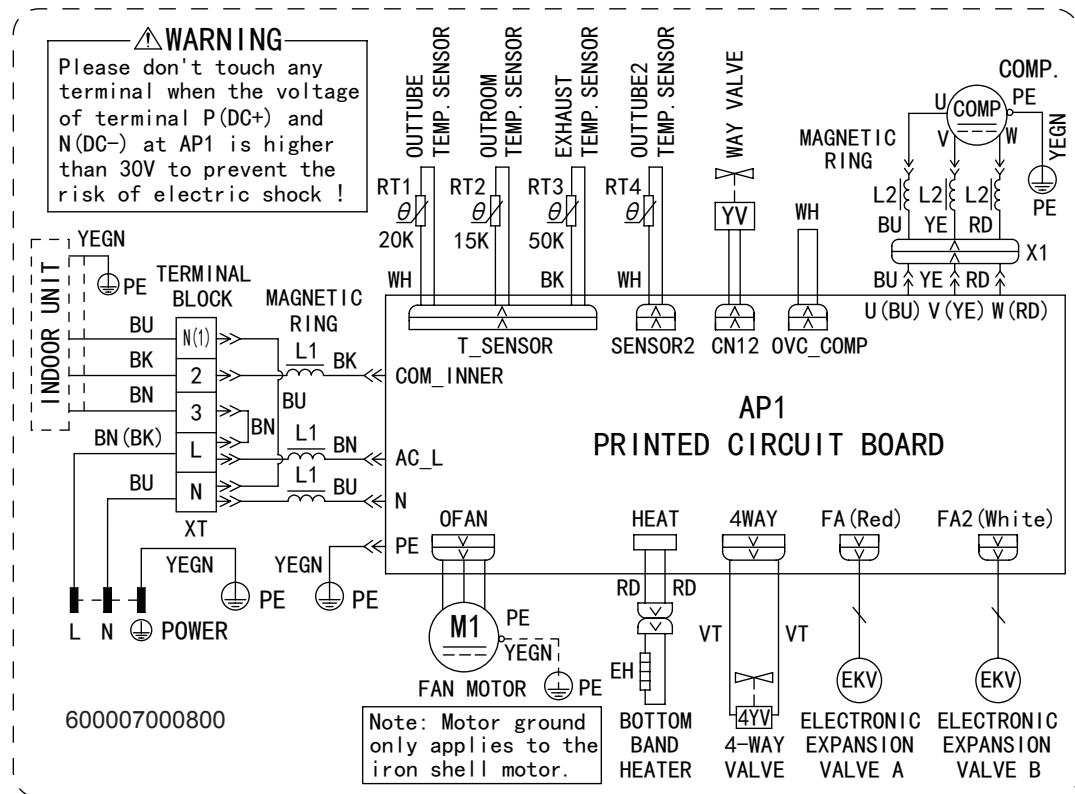 WARNING
Please don't touch any
terminal when the voltage
of terminal P(DC+) and
N(DC-) at AP1 is higher
than 30V to prevent the
risk of electric shock !
OUTTUBE
TEMP. SENSOR
OUTROOM
TEMP. SENSOR
EXHAUST
TEMP. SENSOR
OUTTUBE2
TEMP. SENSOR
WAY VALVE
COMP.
U
COMP
PE
V
W
YEGN
MAGNETIC
RING
PE
RT1
RT2
RT3
RT4
θ
θ
θ
θ
20K
15K
50K
YV
WH
L2
L2
L2
BU
YE
RD
X1
WH
BK
WH
BU
YE
RD
U(BU) V(YE) W(RD)
T_SENSOR
SENSOR2
CN12
OVC_COMP
YEGN
PE
INDOOR UNIT
TERMINAL
BLOCK
MAGNETIC
RING
BU
N(1)
L1
BK
BK
2
COM_INNER
BN
3
BU
BN
BN(BK)
L
L1
BN
AC_L
BU
N
L1
BU
N
XT
AP1
PRINTED CIRCUIT BOARD
PE
YEGN
PE
YEGN
PE
L
N
POWER
OFAN
HEAT
4WAY
FA(Red)
FA2(White)
M1
PE
YEGN
PE
FAN MOTOR
RD
RD
EH
BOTTOM
BAND
HEATER
VT
VT
4YV
4-WAY
VALVE
EKV
ELECTRONIC
EXPANSION
VALVE A
EKV
ELECTRONIC
EXPANSION
VALVE B
600007000800
Note: Motor ground
only applies to the
iron shell motor.